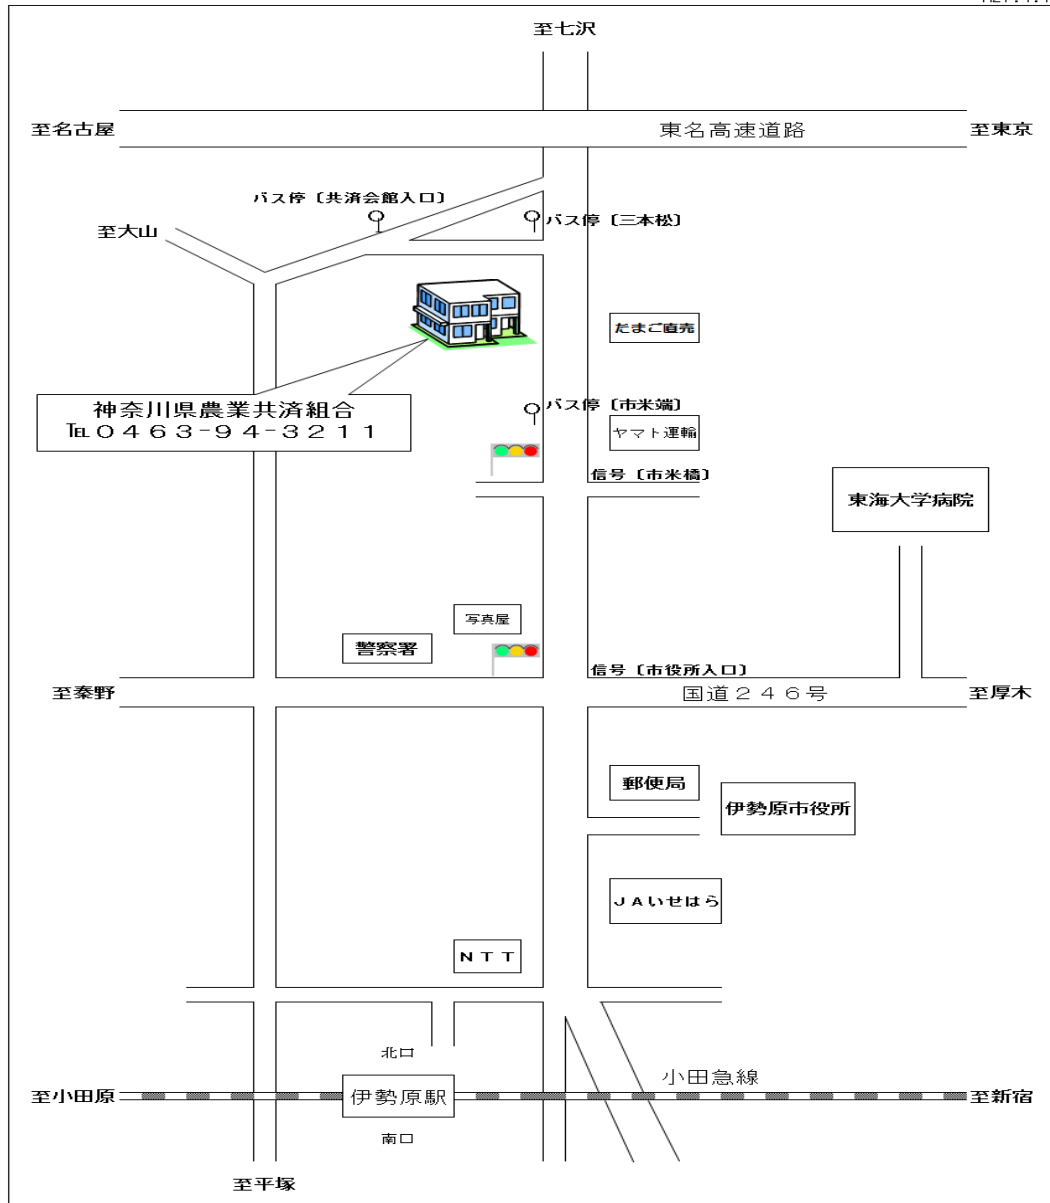 至七沢
至名古屋
東名高速道路
至東京
バス停〔共済会館入口〕
バス停〔三本松〕
至大山
たまご直売
神奈川県農業共済組合
℡０４６３-９４-３２１１
バス停〔市米端〕
ヤマト運輸
信号〔市米橋〕
東海大学病院
写真屋
警察署
信号〔市役所入口〕
至秦野
国道２４６号
至厚木
郵便局
伊勢原市役所
ＪＡいせはら
ＮＴＴ
北口
小田急線
至小田原
伊勢原駅
至新宿
南口
至平塚